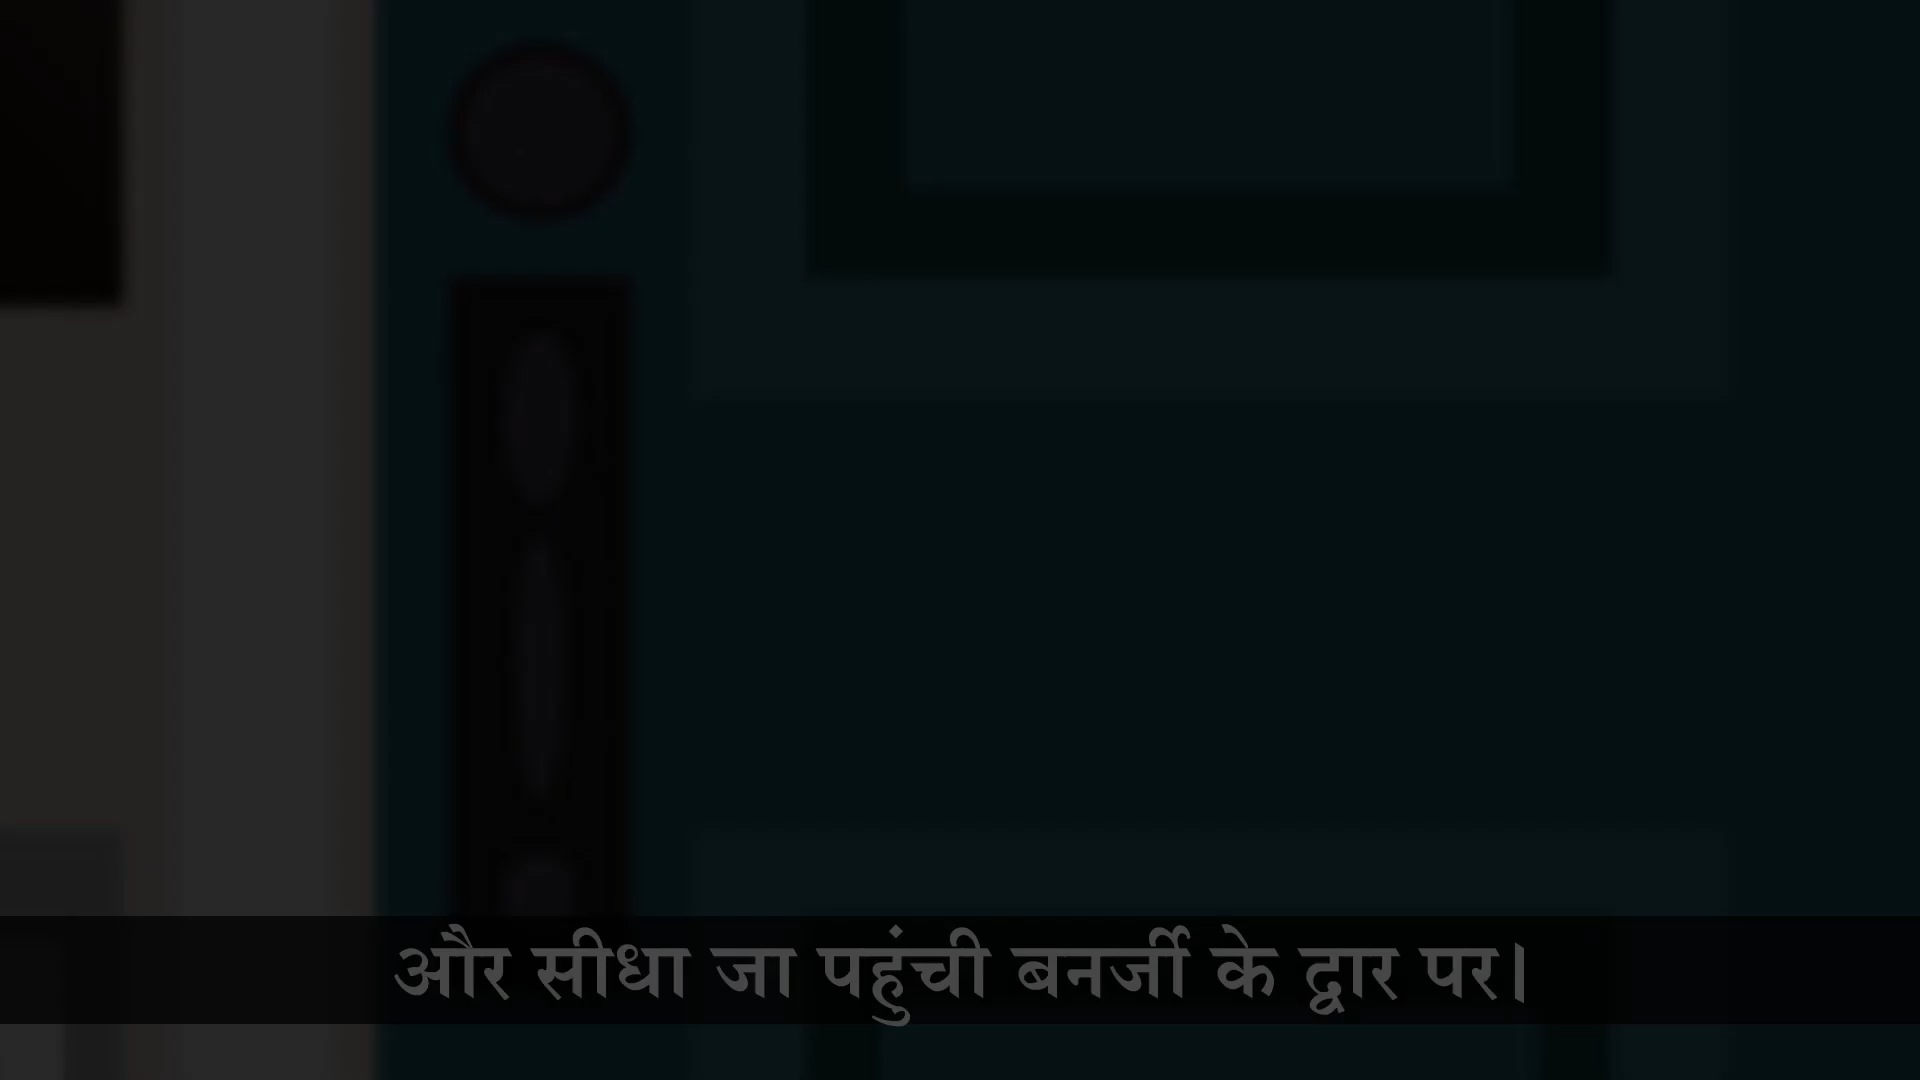 और सीधा जा पहुंची बनर्जी के द्वार पर।